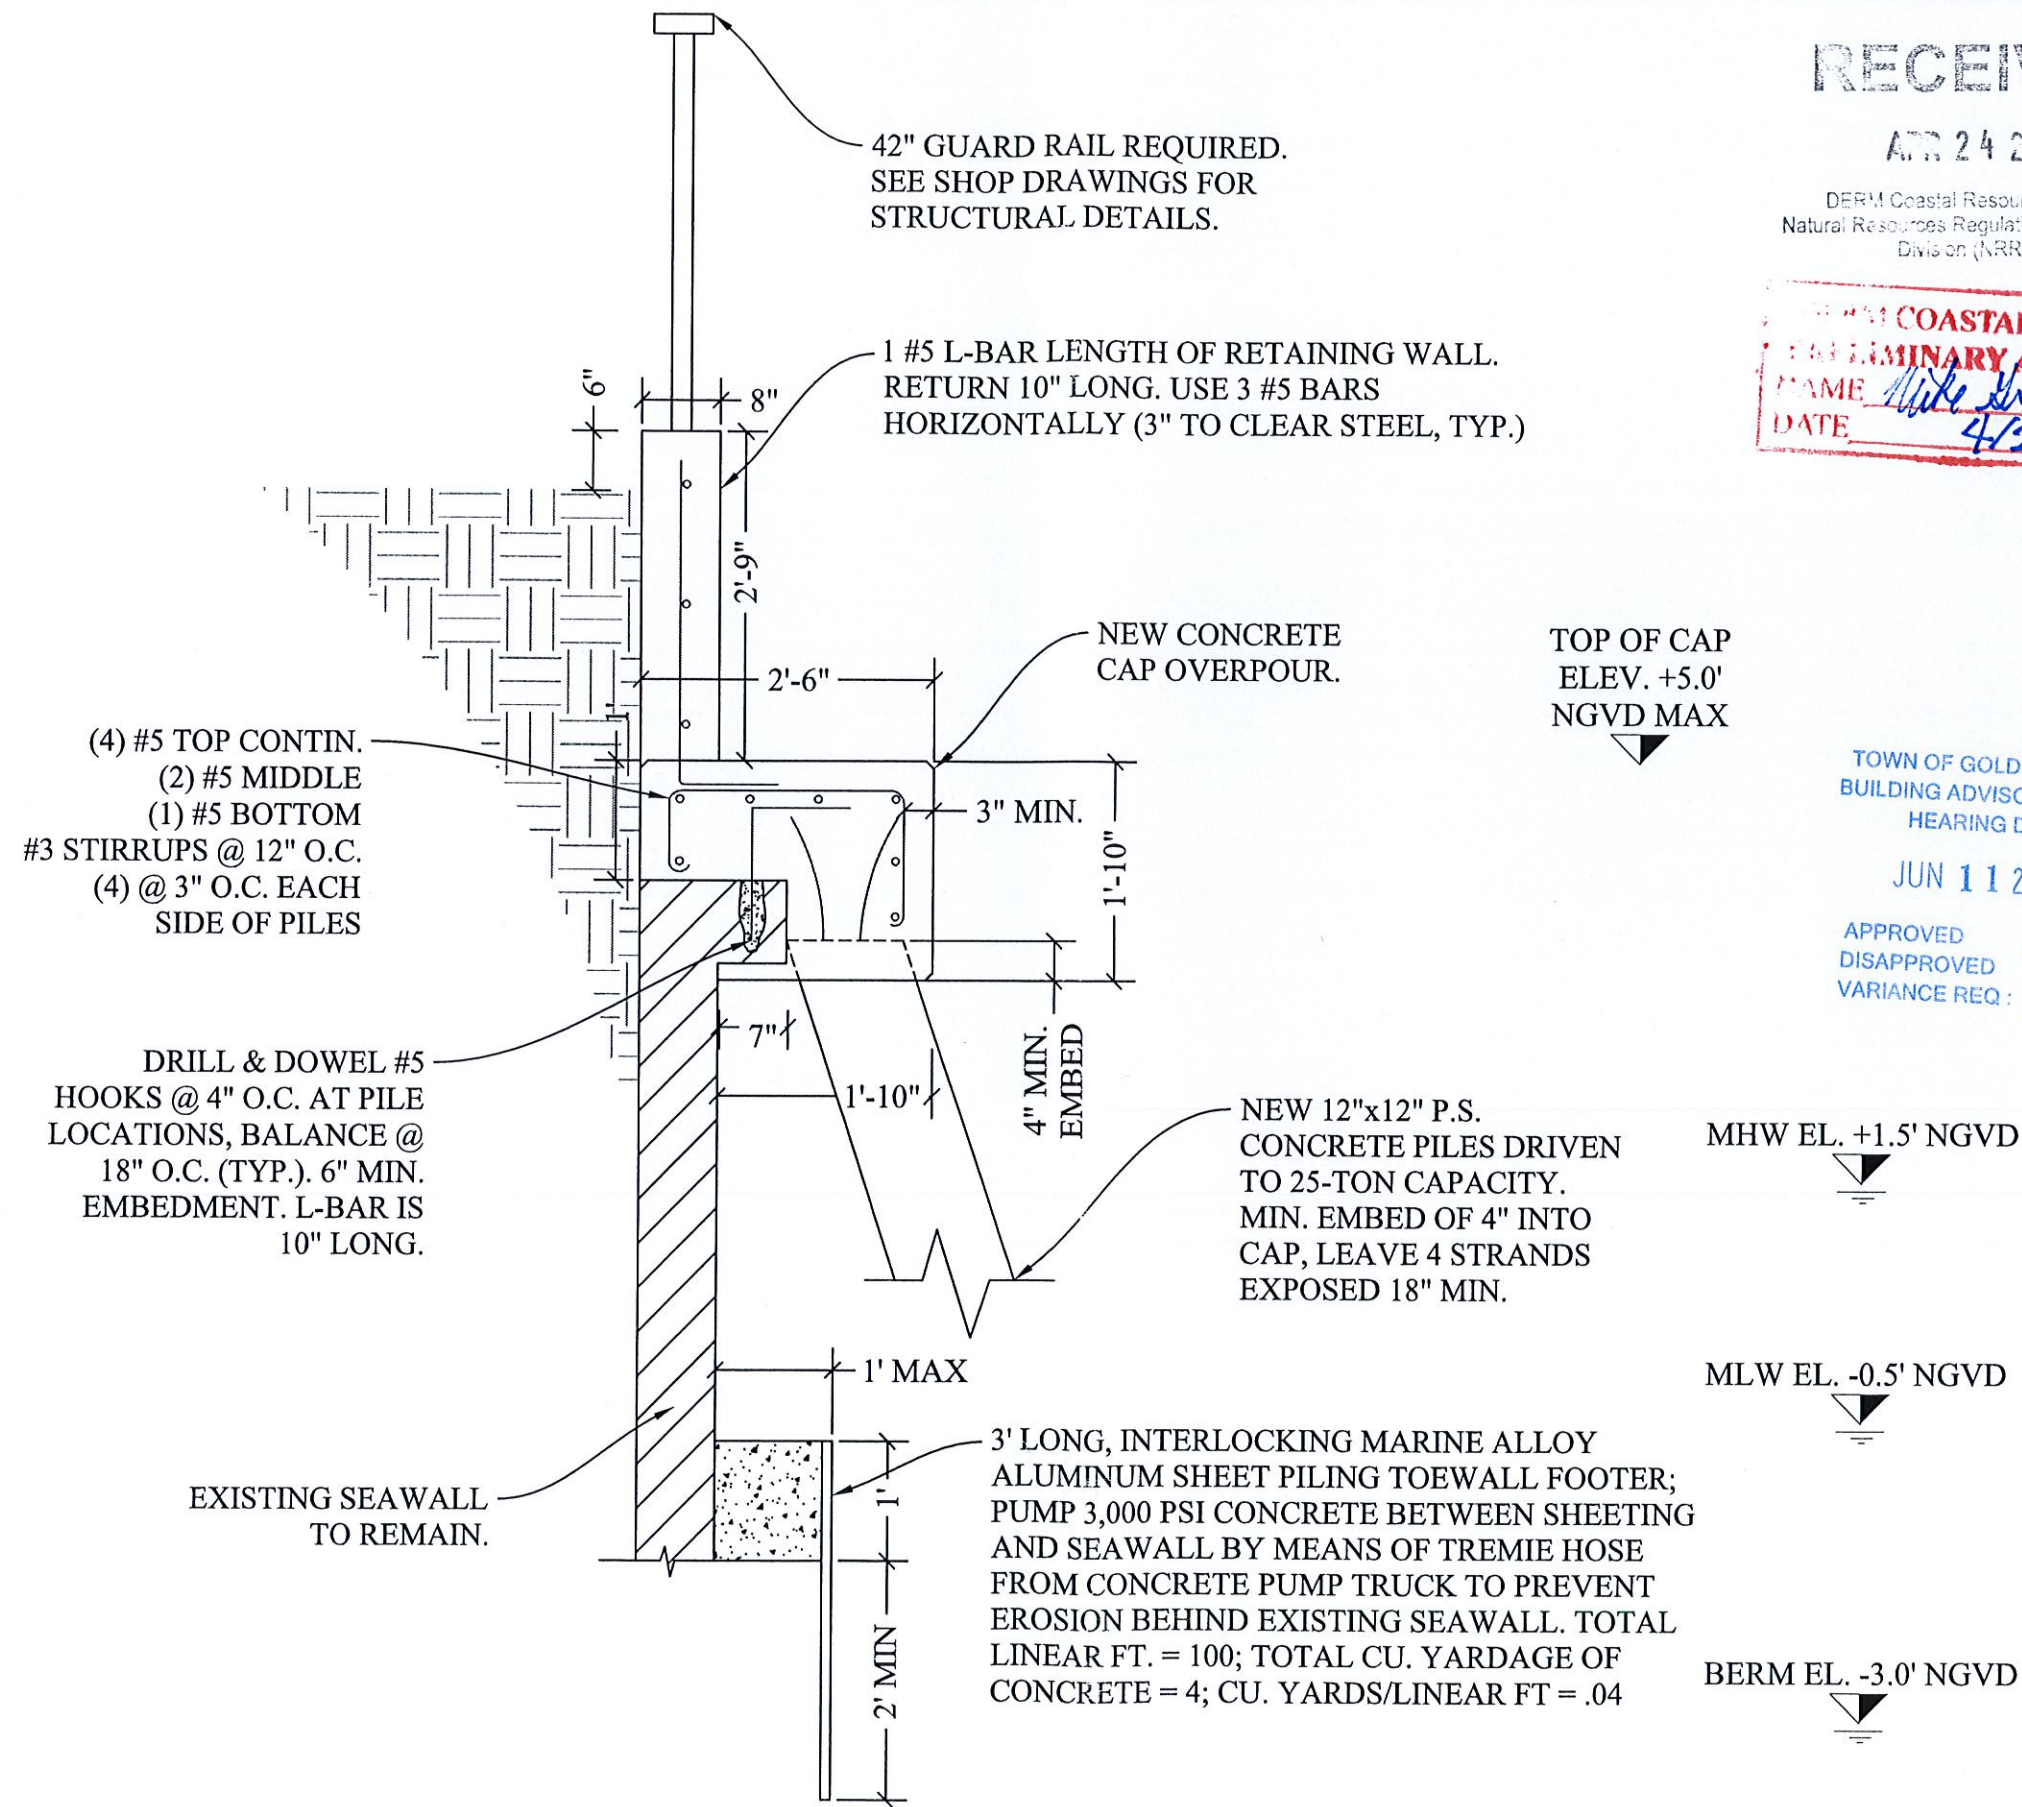 RECEI
APR 24 2
DERM Coastal Resou
Natural Resources Regulat
Division (NRR
COASTAL
NAME Mike
DATE 4/3
42" GUARD RAIL REQUIRED.
SEE SHOP DRAWINGS FOR
STRUCTURAL DETAILS.
1 #5 L-BAR LENGTH OF RETAINING WALL.
RETURN 10" LONG. USE 3 #5 BARS
HORIZONTALLY (3" TO CLEAR STEEL, TYP.)
6"
8"
2'-9"
2'-6"
1'
NEW CONCRETE
CAP OVERPOUR.
TOP OF CAP
ELEV. +5.0'
NGVD MAX
(4) #5 TOP CONTIN.
(2) #5 MIDDLE
(1) #5 BOTTOM
#3 STIRRUPS @ 12" O.C.
(4) @ 3" O.C. EACH
SIDE OF PILES
3" MIN.
1'-10"
TOWN OF GOLD
BUILDING ADVISO
HEARING D
JUN 11 2
APPROVED
DISAPPROVED
VARIANCE REQ :
7"
1'-10"
4" MIN.
EMBED
DRILL & DOWEL #5
HOOKS @ 4" O.C. AT PILE
LOCATIONS, BALANCE @
18" O.C. (TYP.). 6" MIN.
EMBEDMENT. L-BAR IS
10" LONG.
NEW 12"x12" P.S.
CONCRETE PILES DRIVEN
TO 25-TON CAPACITY.
MIN. EMBED OF 4" INTO
CAP, LEAVE 4 STRANDS
EXPOSED 18" MIN.
MHW EL. +1.5' NGVD
1' MAX
MLW EL. -0.5' NGVD
EXISTING SEAWALL
TO REMAIN.
1'
2' MIN
3' LONG, INTERLOCKING MARINE ALLOY
ALUMINUM SHEET PILING TOEWALL FOOTER;
PUMP 3,000 PSI CONCRETE BETWEEN SHEETING
AND SEAWALL BY MEANS OF TREMIE HOSE
FROM CONCRETE PUMP TRUCK TO PREVENT
EROSION BEHIND EXISTING SEAWALL. TOTAL
LINEAR FT. = 100; TOTAL CU. YARDAGE OF
CONCRETE = 4; CU. YARDS/LINEAR FT = .04
BERM EL. -3.0' NGVD